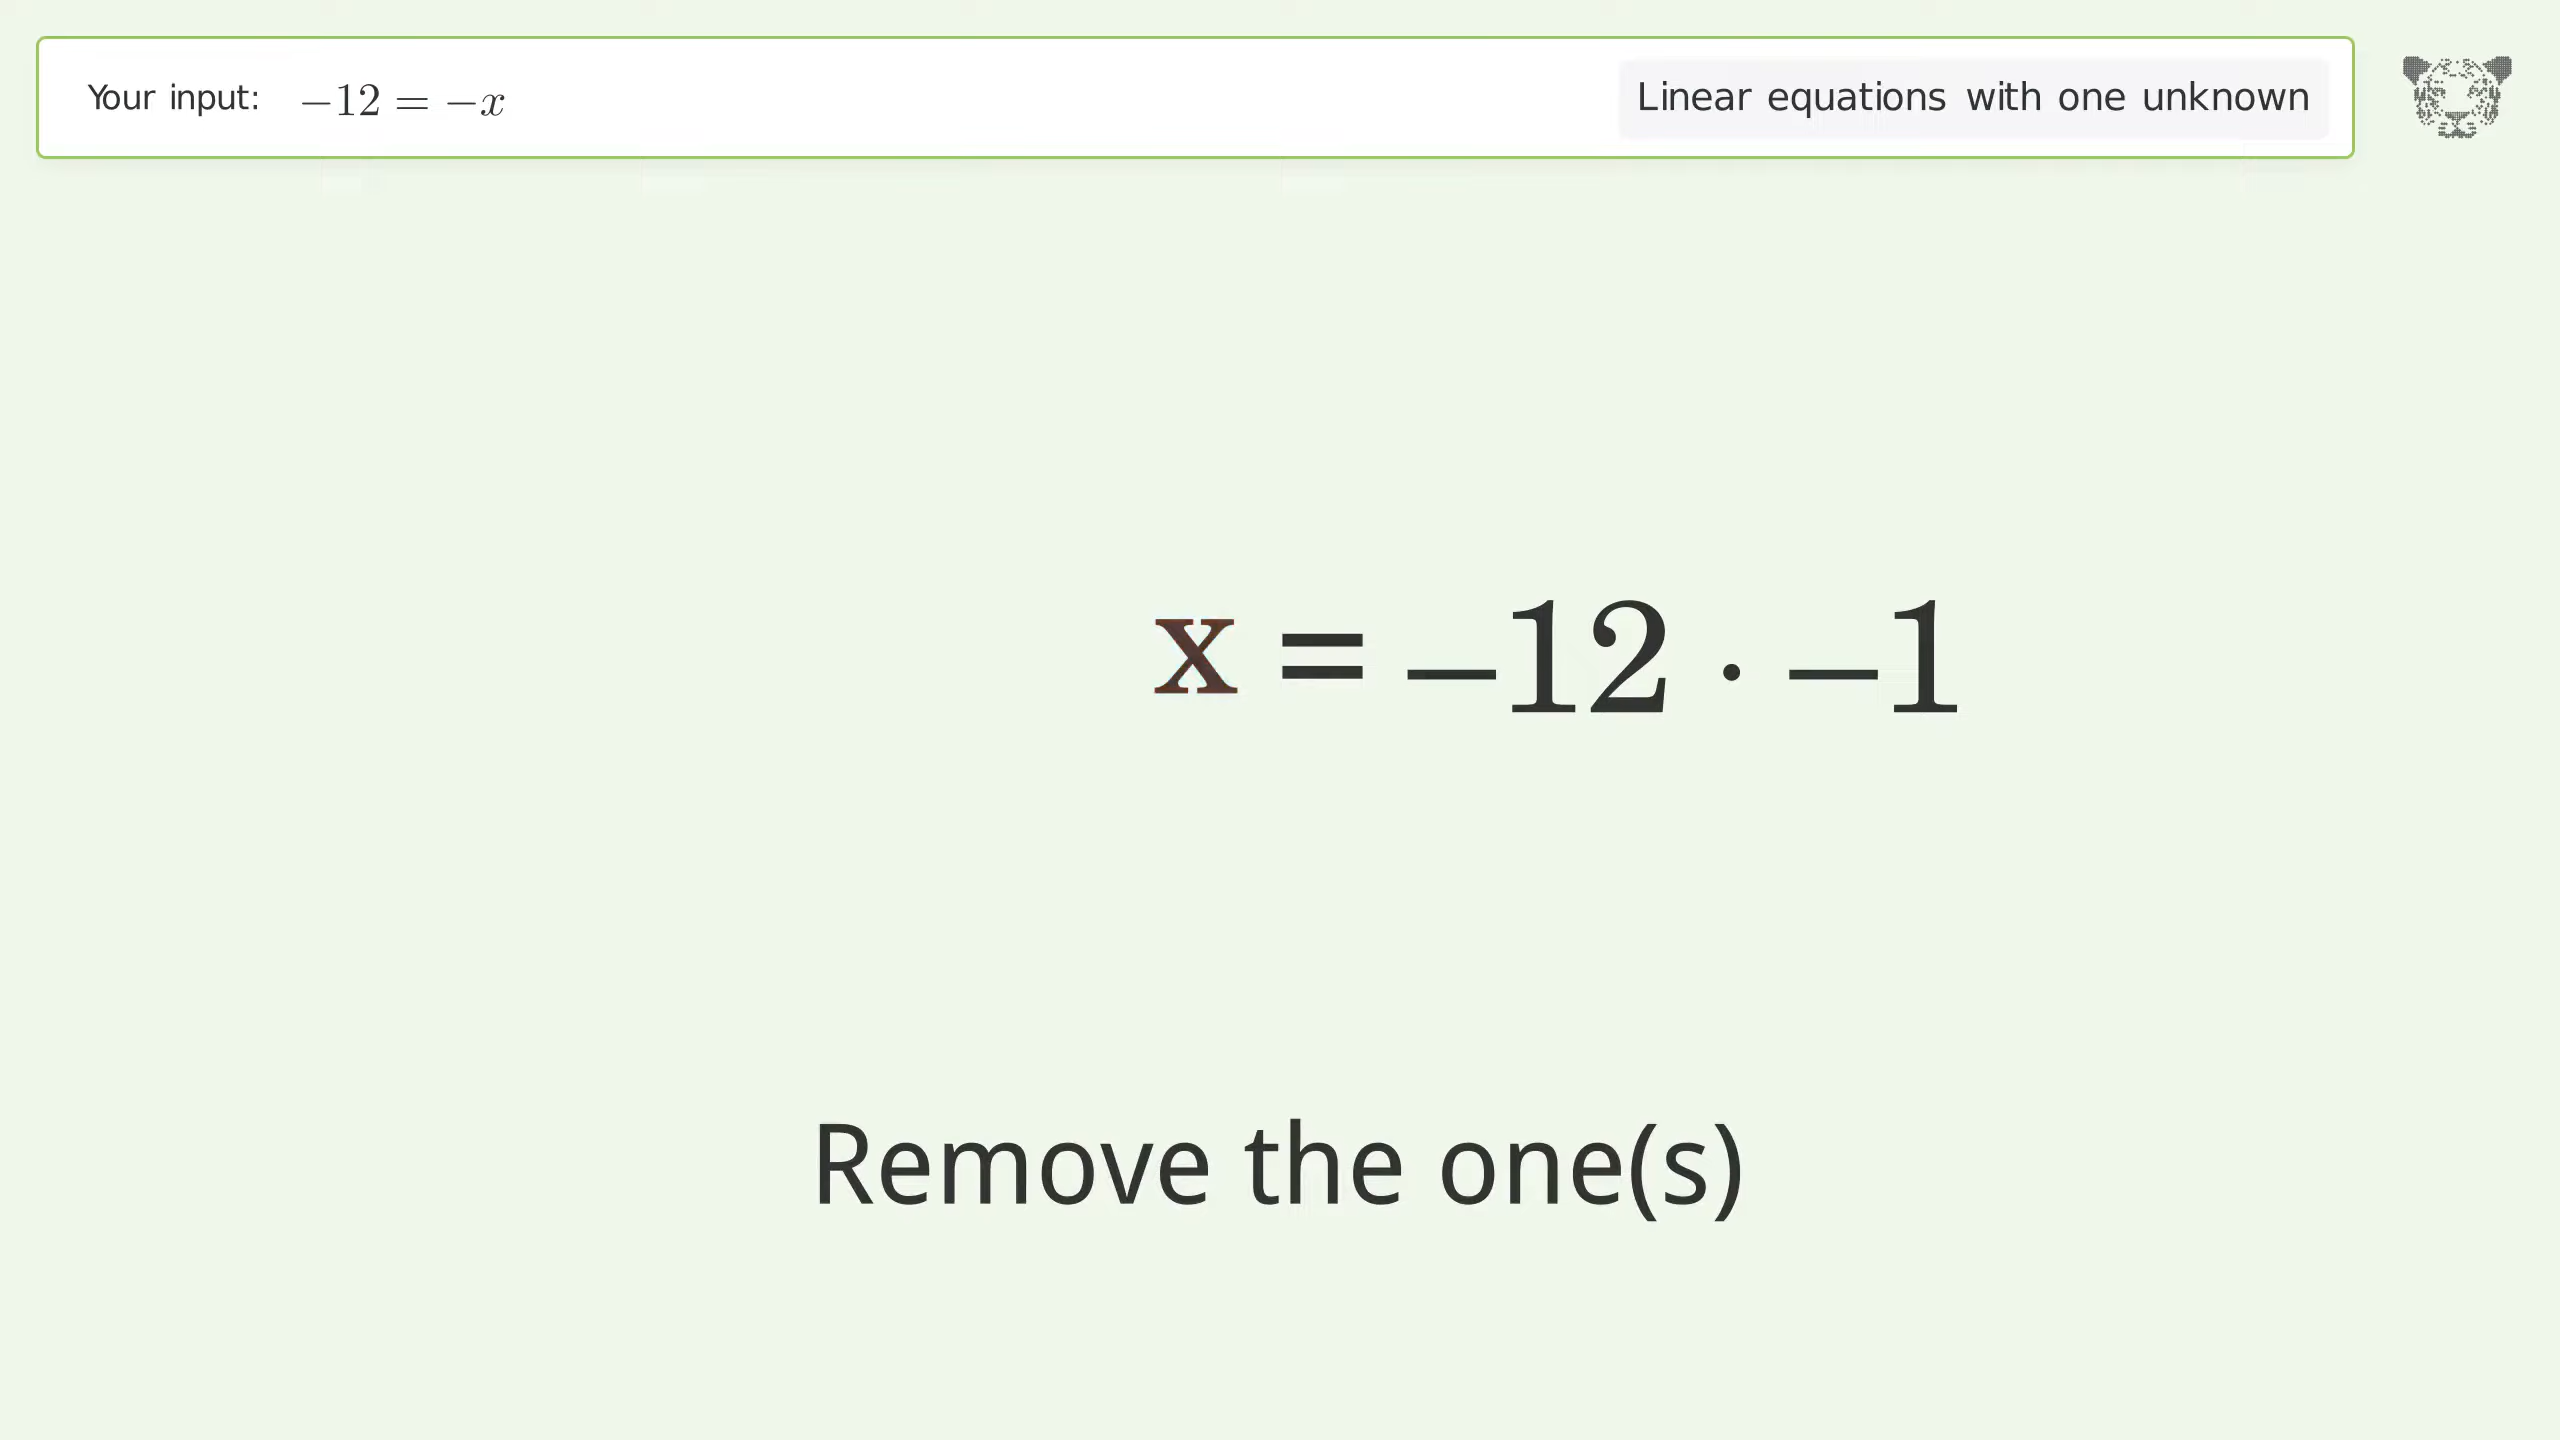 Your input: −12 = −x
Linear equations with one unknown
x = −12 · −1
Remove the one(s)